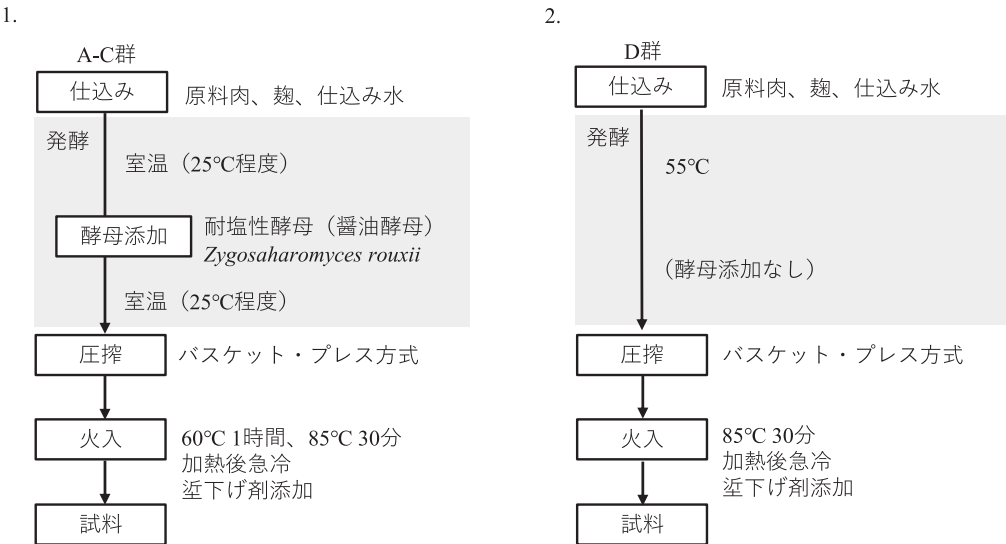 1.
A-C群
仕込み
原料肉、麹、仕込み水
発酵
室温（25℃程度）
酵母添加
耐塩性酵母（醤油酵母）
Zygosaharomyces rouxii
室温（25℃程度）
圧搾
バスケット・プレス方式
火入
60℃ 1時間、85℃ 30分
加熱後急冷
垽下げ剤添加
試料
2.
D群
仕込み
原料肉、麹、仕込み水
発酵
55℃
（酵母添加なし）
圧搾
バスケット・プレス方式
火入
85℃ 30分
加熱後急冷
垽下げ剤添加
試料